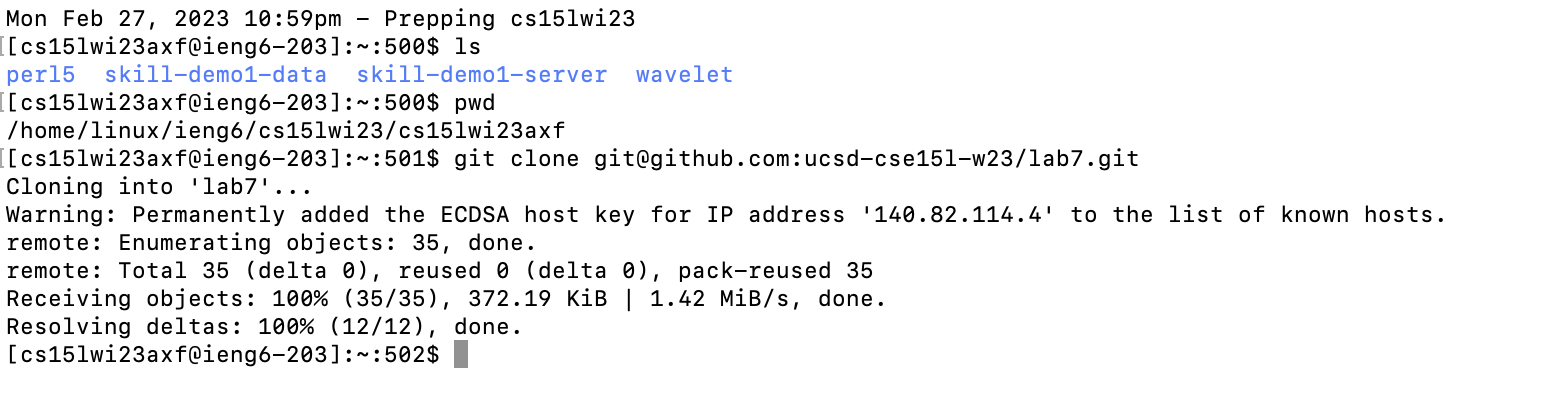 Mon Feb 27, 2023 10:59pm - Prepping cs15lwi23
[[cs15lwi23axf@ieng6-203]:~:500$ ls
perl5  skill-demo1-data  skill-demo1-server  wavelet
[[cs15lwi23axf@ieng6-203]:~:500$ pwd
/home/linux/ieng6/cs15lwi23/cs15lwi23axf
[[cs15lwi23axf@ieng6-203]:~:501$ git clone git@github.com:ucsd-cse15l-w23/lab7.git
Cloning into 'lab7'...
Warning: Permanently added the ECDSA host key for IP address '140.82.114.4' to the list of known hosts.
remote: Enumerating objects: 35, done.
remote: Total 35 (delta 0), reused 0 (delta 0), pack-reused 35
Receiving objects: 100% (35/35), 372.19 KiB | 1.42 MiB/s, done.
Resolving deltas: 100% (12/12), done.
[cs15lwi23axf@ieng6-203]:~:502$